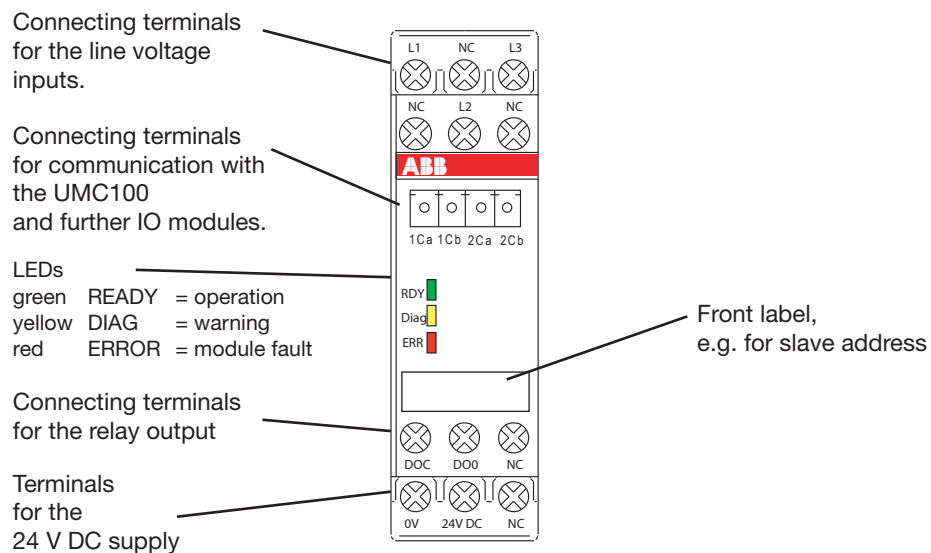 Connecting terminals
for the line voltage
inputs.
Connecting terminals
for communication with
the UMC100
and further IO modules.
LEDs
green READY = operation
yellow DIAG = warning
red ERROR = module fault
Connecting terminals
for the relay output
Terminals
for the
24 V DC supply
L1 NC L3
NC L2 NC
ABB
1Ca 1Cb 2Ca 2Cb
RDY
Diag
ERR
DOC DO0 NC
0V 24V DC NC
Front label,
e.g. for slave address